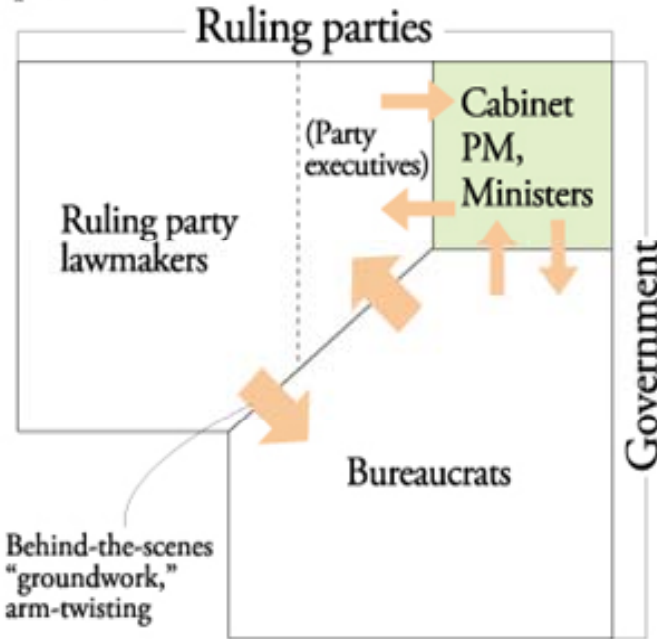 Ruling parties
Cabinet
PM,
Ministers
(Party
executives)
Ruling party
lawmakers
Government
Bureaucrats
Behind-the-scenes
“groundwork,”
arm-twisting